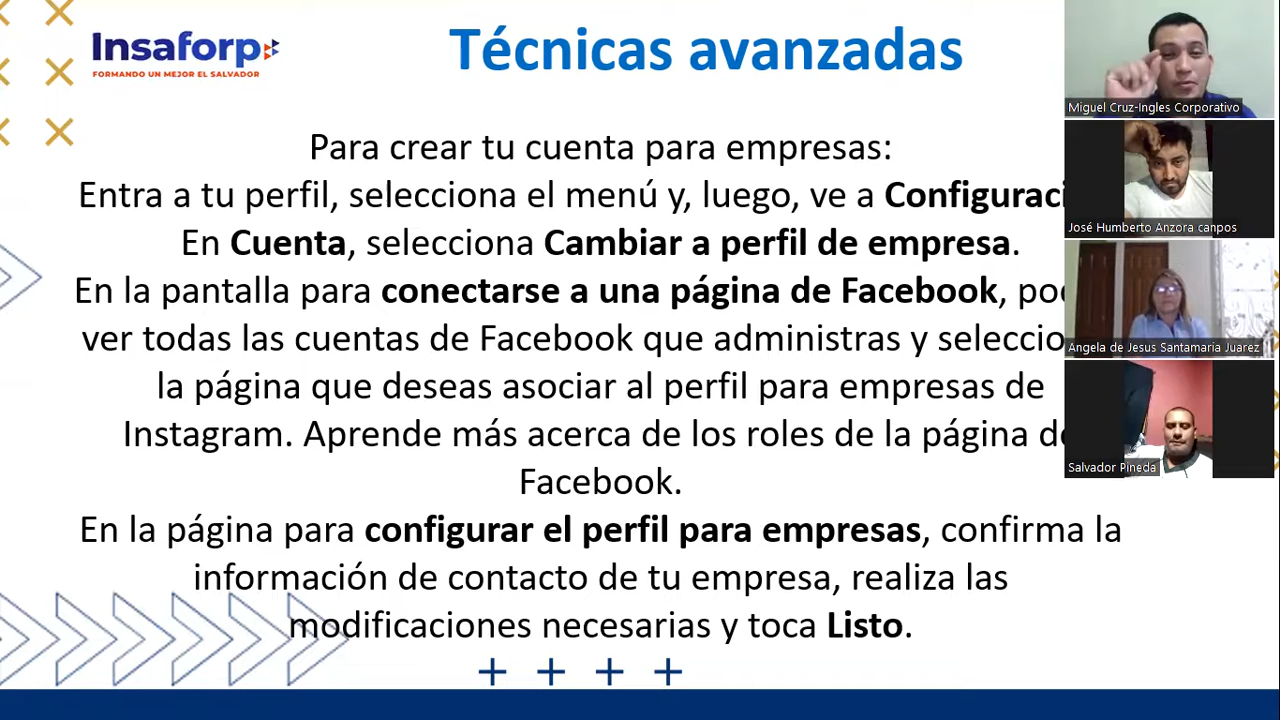 Insaforp
FORMANDO UN MEJOR EL SALVADOR
Técnicas avanzadas
Para crear tu cuenta para empresas:
Entra a tu perfil, selecciona el menú y, luego, ve a
En Cuenta, selecciona Cambiar a perfil de empresa.
En la pantalla para conectarse a una página de Facebook,
ver todas las cuentas de Facebook que administras y
la página que deseas asociar al perfil para empresas de
Instagram. Aprende más acerca de los roles de la página
Facebook.
En la página para configurar el perfil para empresas, confirma la
información de contacto de tu empresa, realiza las
modificaciones necesarias y toca Listo.
Miguel Cruz-Ingles Corporativo
José Humberto Anzora canpos
Angela de Jesus Santamaria Juarez
Salvador Pineda